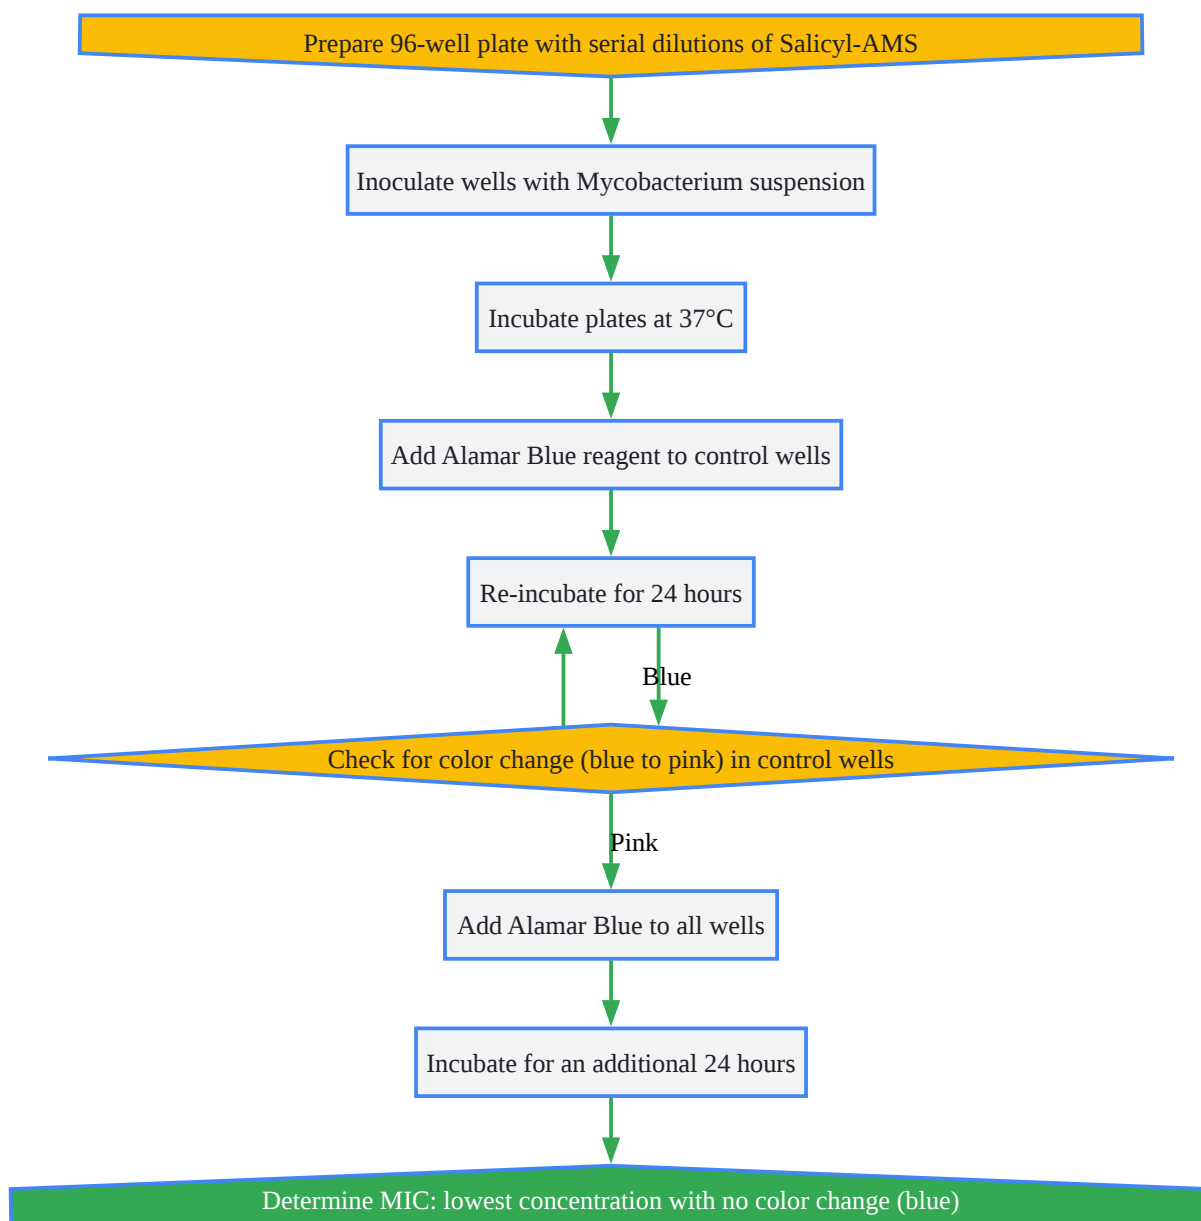 Prepare 96-well plate with serial dilutions of Salicyl-AMS
Inoculate wells with Mycobacterium suspension
Incubate plates at 37°C
Add Alamar Blue reagent to control wells
Re-incubate for 24 hours
Blue
Check for color change (blue to pink) in control wells
Pink
Add Alamar Blue to all wells
Incubate for an additional 24 hours
Determine MIC: lowest concentration with no color change (blue)